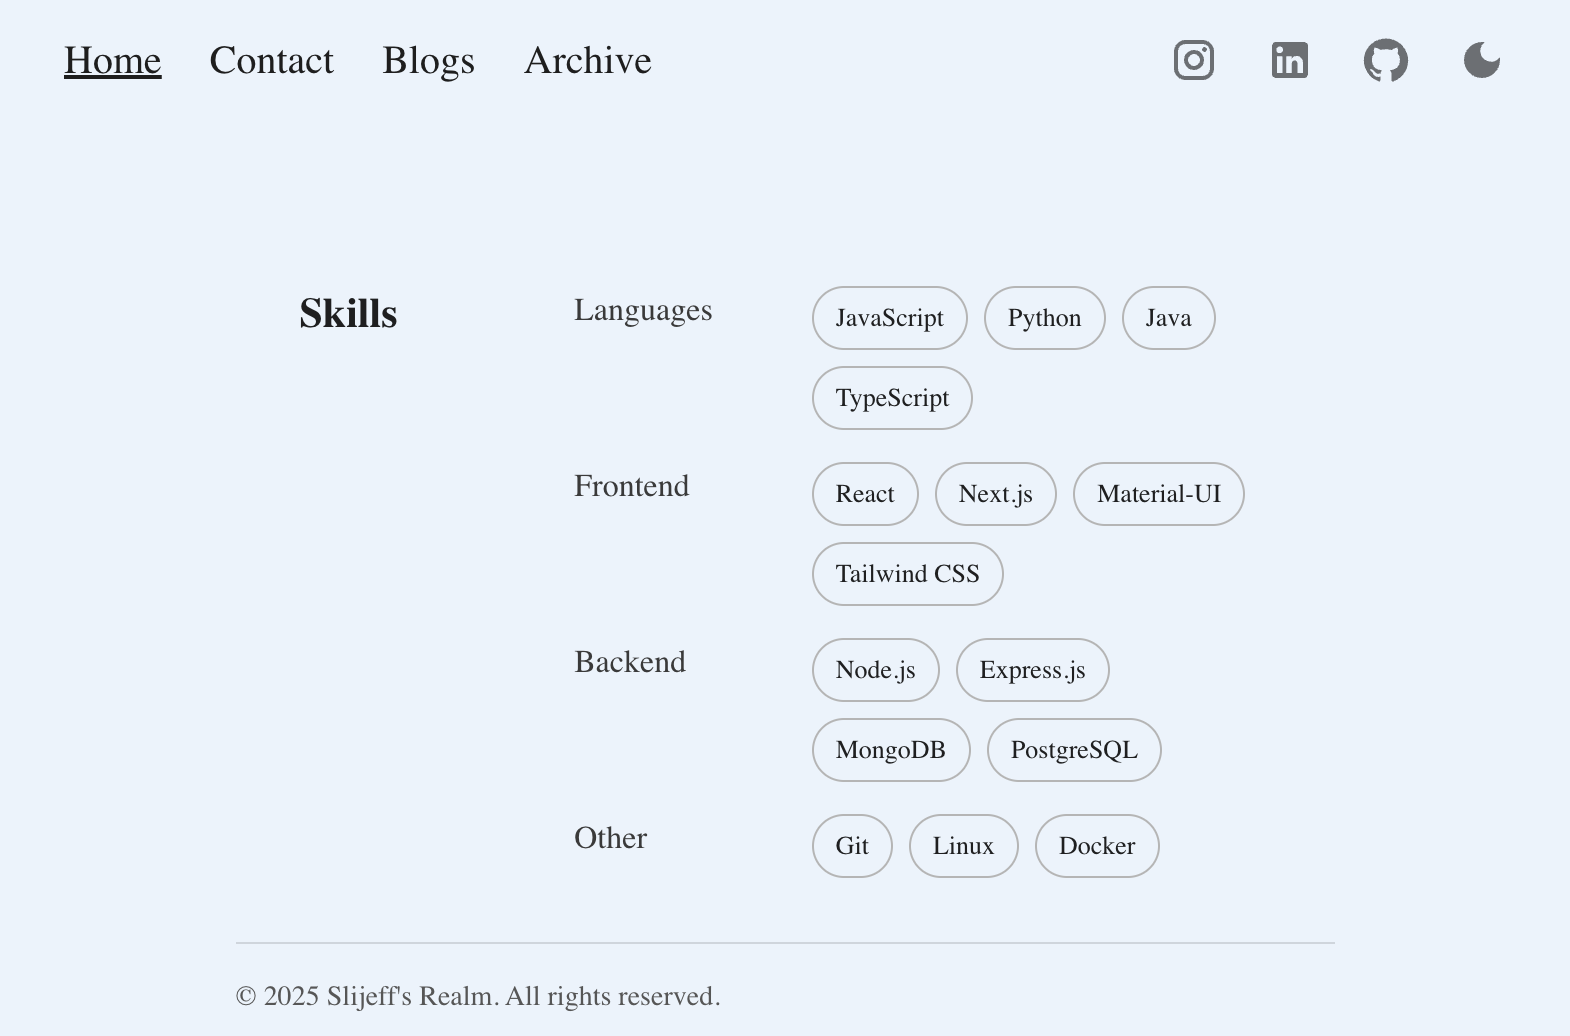 Home Contact Blogs Archive
Skills
Languages
JavaScript Python Java
TypeScript
Frontend
React Next.js Material-UI
Tailwind CSS
Backend
Node.js Express.js
MongoDB PostgreSQL
Other
Git Linux Docker
© 2025 Slijeff's Realm. All rights reserved.